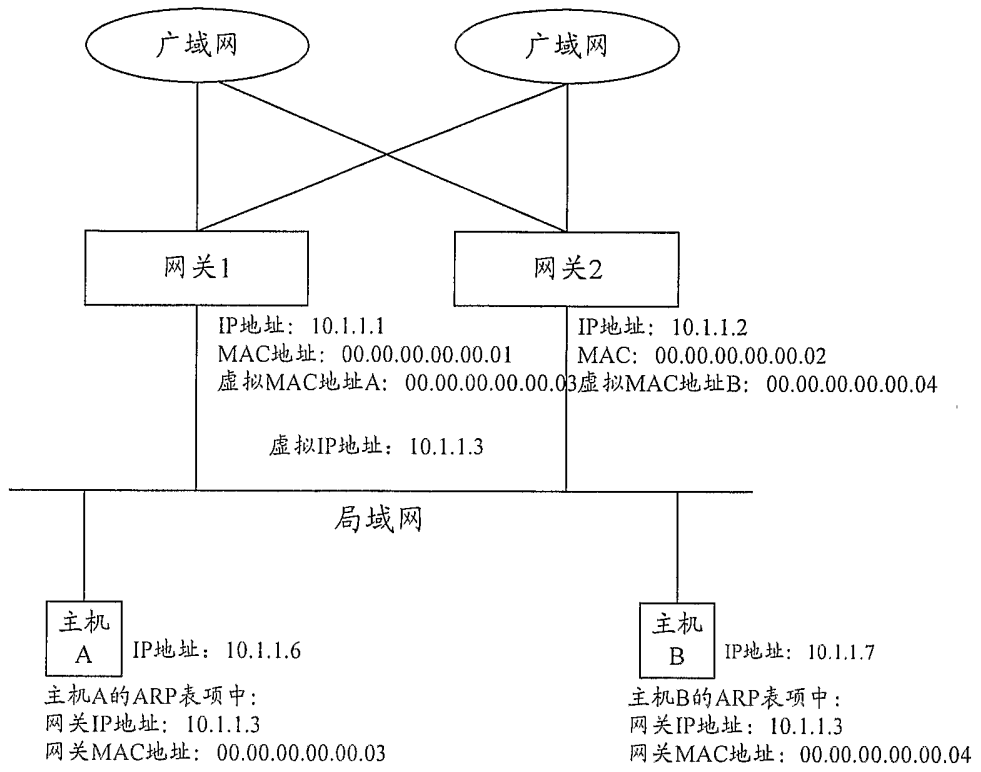 广域网
广域网
网关1
网关2
IP地址：10.1.1.1
MAC地址：00.00.00.00.00.01
虚拟MAC地址A：00.00.00.00.00.03
IP地址：10.1.1.2
MAC：00.00.00.00.00.02
虚拟MAC地址B：00.00.00.00.00.04
虚拟IP地址：10.1.1.3
局域网
主机
A
IP地址：10.1.1.6
主机A的ARP表项中：
网关IP地址：10.1.1.3
网关MAC地址：00.00.00.00.00.03
主机
B
IP地址：10.1.1.7
主机B的ARP表项中：
网关IP地址：10.1.1.3
网关MAC地址：00.00.00.00.00.04